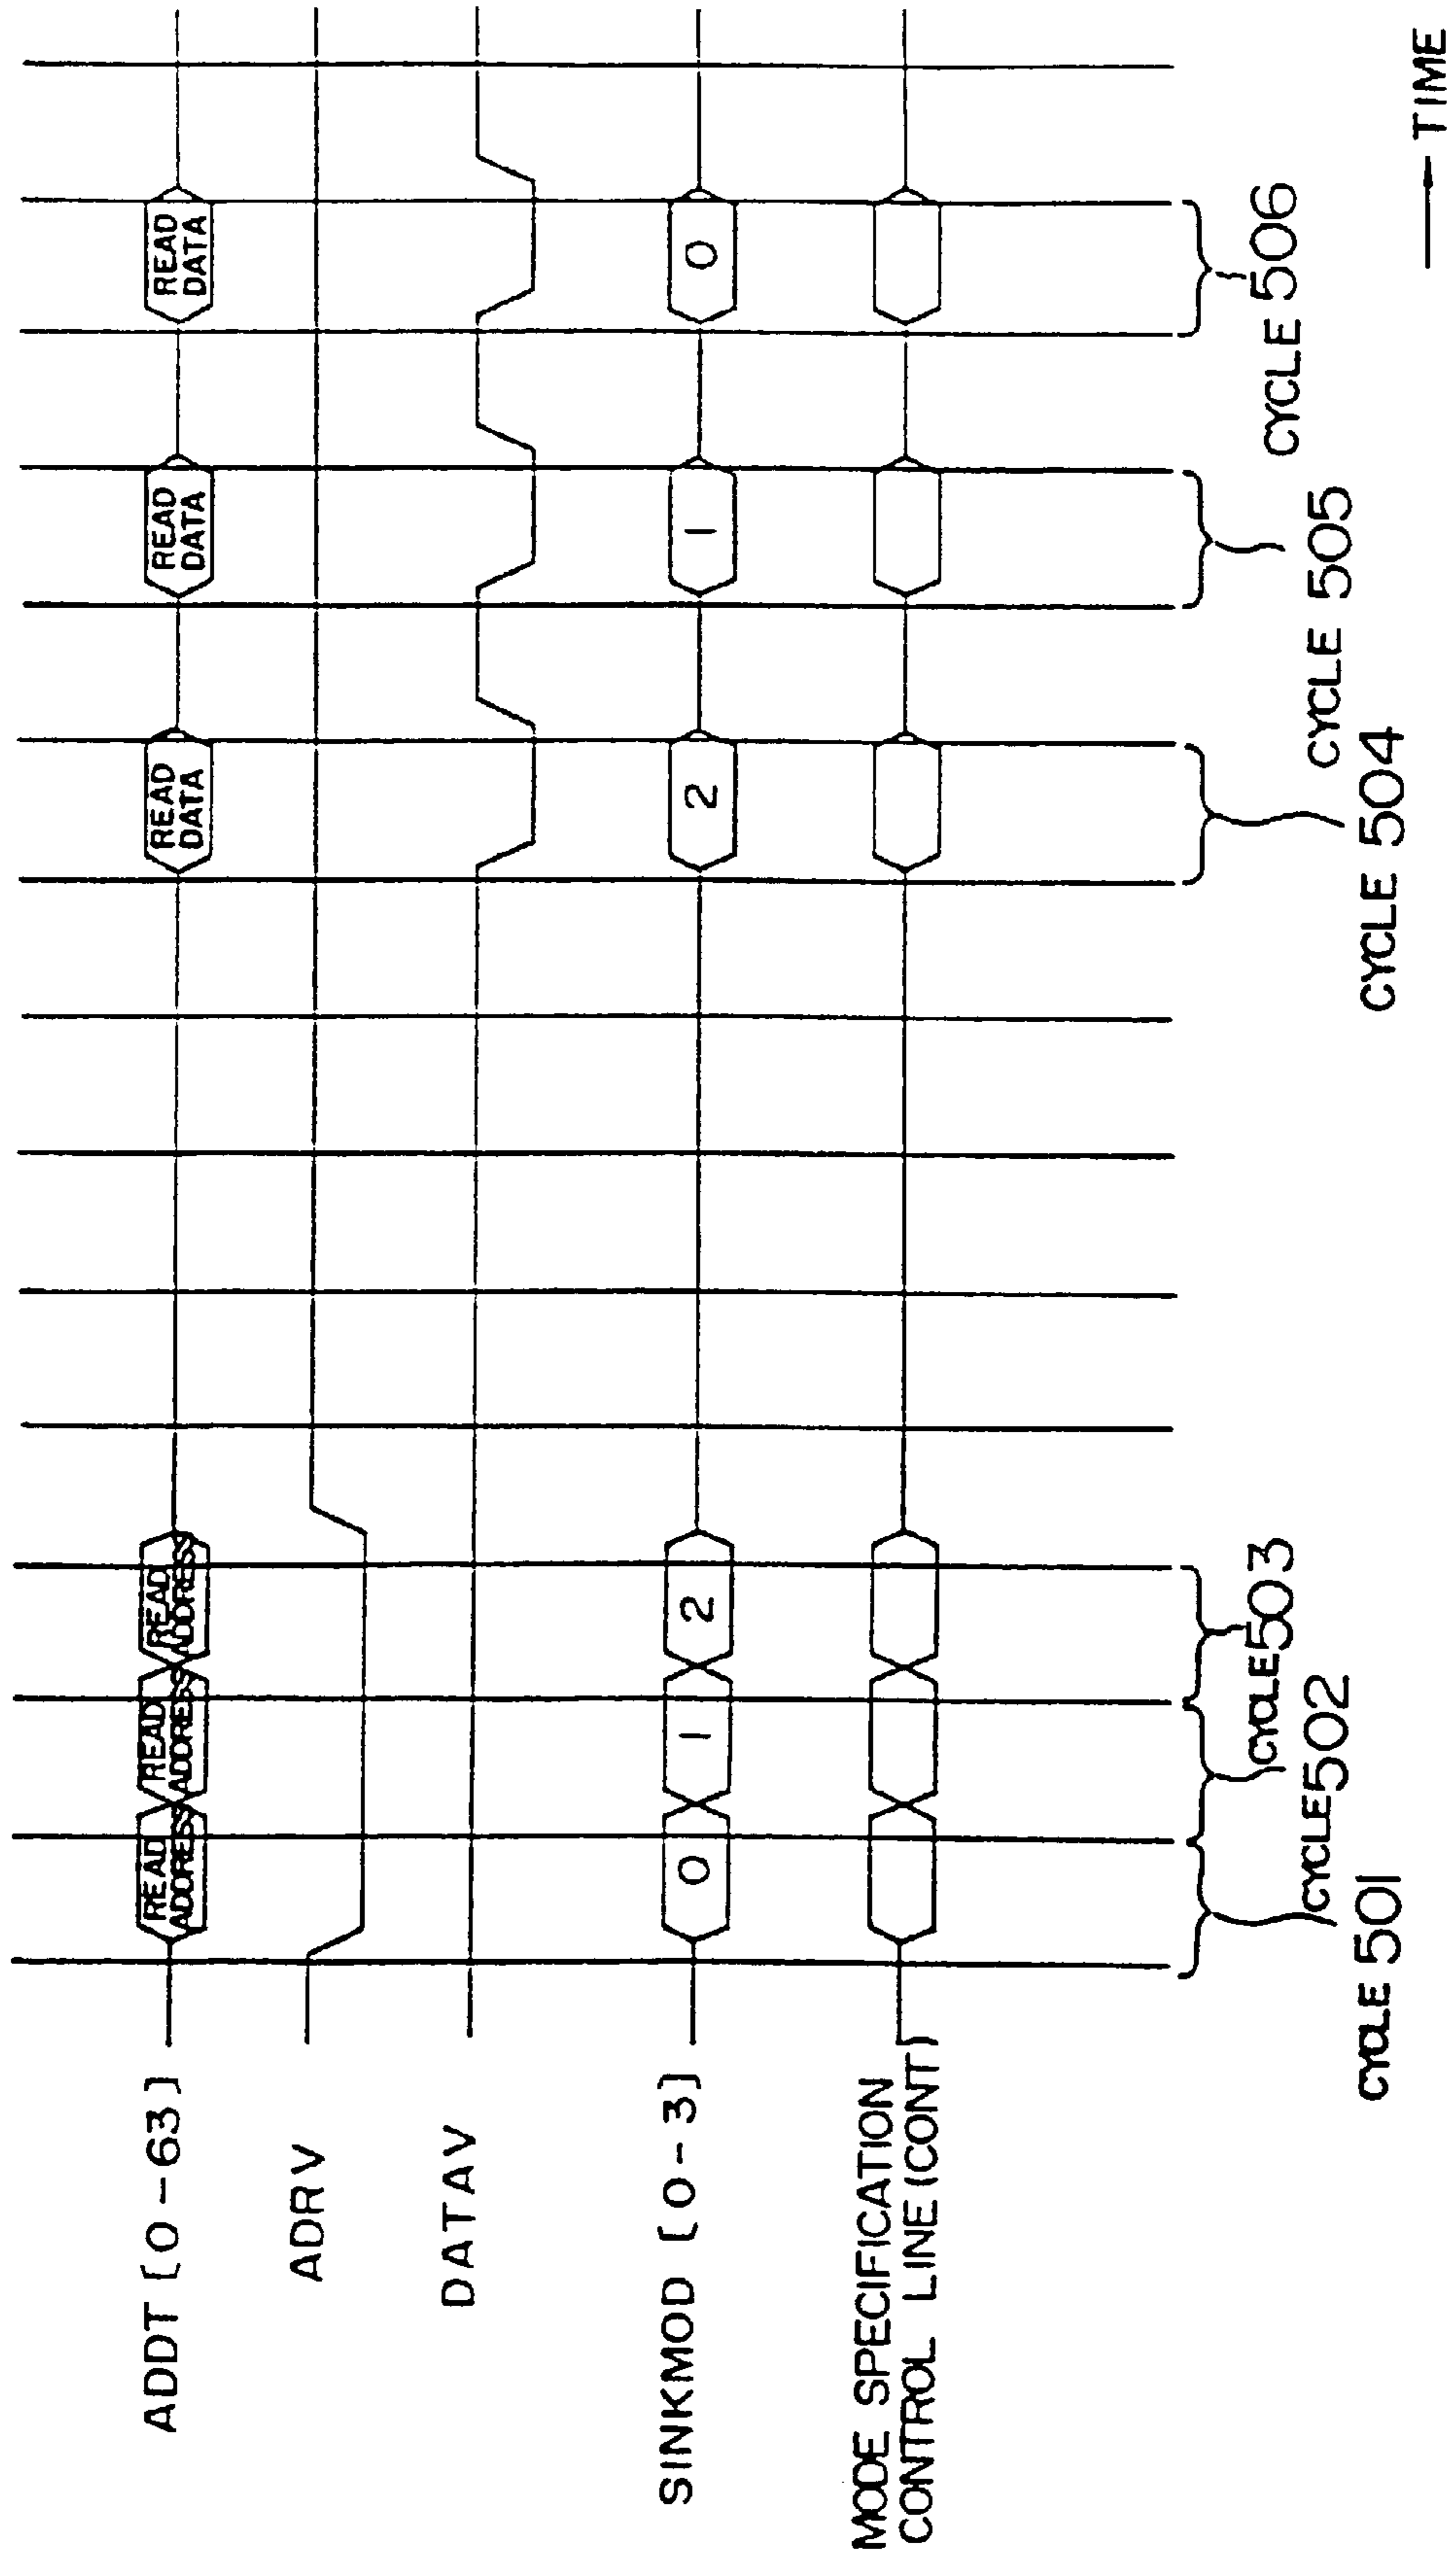 ADDT [0-63]
READ
ADDRESS
READ
ADDRESS
READ
ADDRESS
READ
DATA
READ
DATA
READ
DATA
ADRV
DATAV
SINKMOD [0-3]
0
1
2
2
1
0
MODE SPECIFICATION
CONTROL LINE (CONT)
CYCLE 501
CYCLE 502
CYCLE 503
CYCLE 504
CYCLE 505
CYCLE 506
TIME